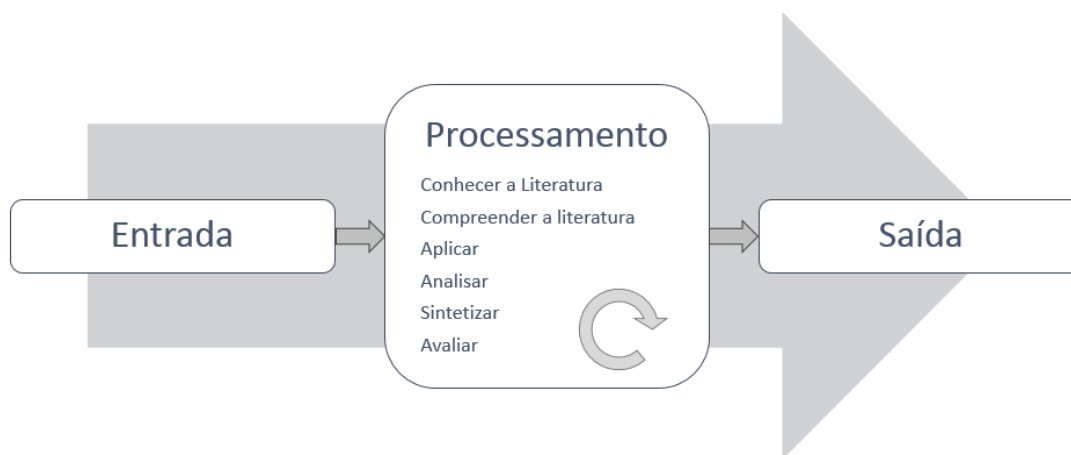 Entrada
Processamento
Conhecer a Literatura
Compreender a literatura
Aplicar
Analisar
Sintetizar
Avaliar
Saída